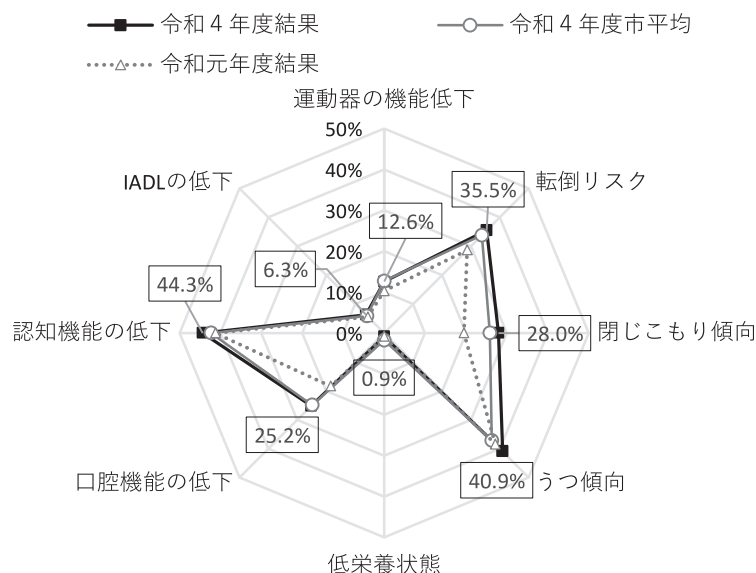 令和４年度結果
令和４年度市平均
令和元年度結果
運動器の機能低下
50%
40%
30%
20%
10%
0%
IADLの低下
転倒リスク
35.5%
12.6%
6.3%
44.3%
認知機能の低下
28.0%
閉じこもり傾向
0.9%
25.2%
口腔機能の低下
40.9%
うつ傾向
低栄養状態